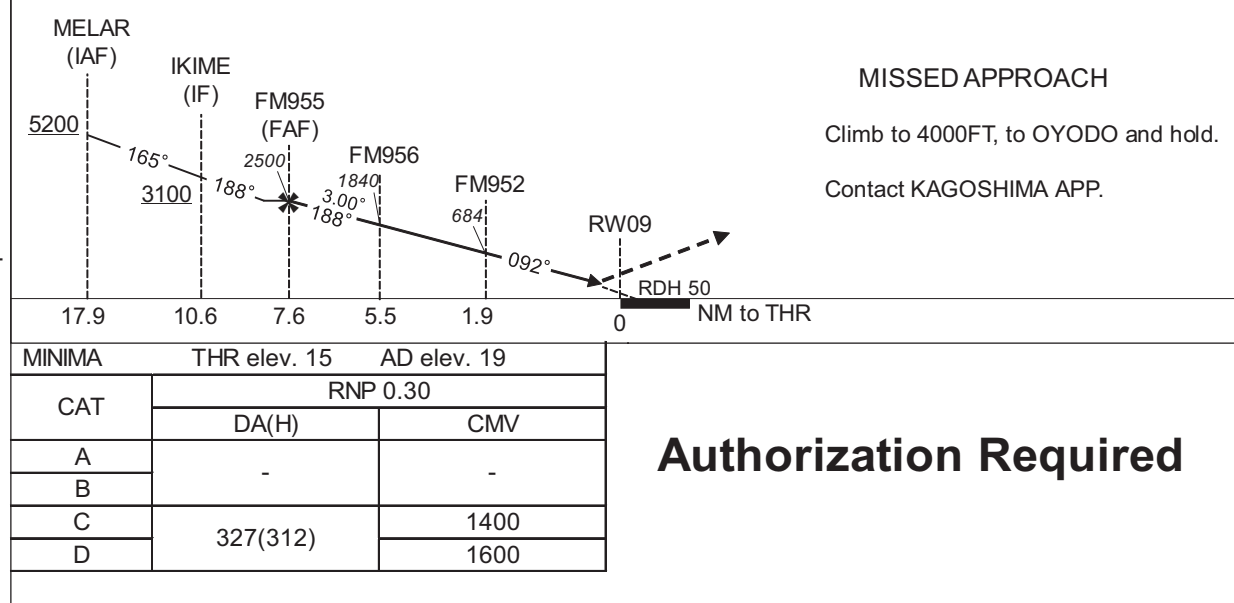 MELAR
(IAF)
IKIME
(IF)
FM955
(FAF)
FM956
FM952
RW09
5200
165°
3100
188°
2500
3.00°
188°
1840
684
092°
RDH 50
17.9
10.6
7.6
5.5
1.9
0
NM to THR
MISSED APPROACH
Climb to 4000FT, to OYODO and hold.
Contact KAGOSHIMA APP.
MINIMA THR elev. 15 AD elev. 19
CAT
RNP 0.30
DA(H) CMV
A
B
- -
C
D
327(312)
1400
1600
Authorization Required